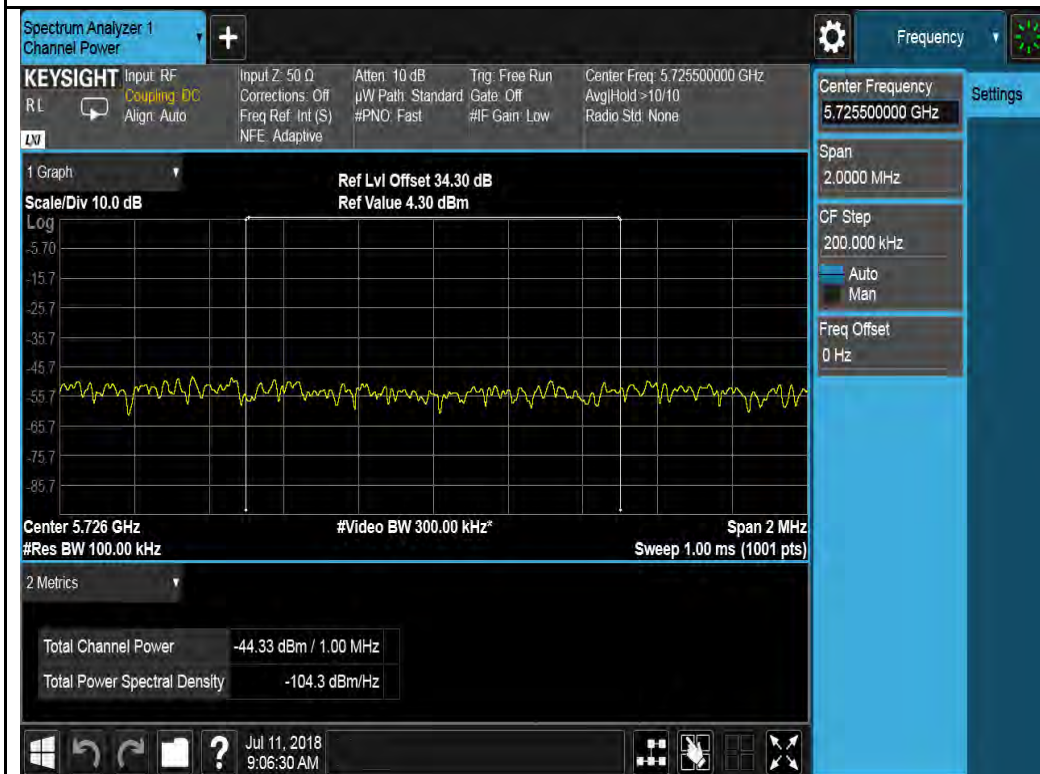 Spectrum Analyzer 1
Channel Power
Frequency
KEYSIGHT
R L
LXI
Input: RF
Coupling: DC
Align: Auto
Input Z: 50 Ω
Corrections: Off
Freq Ref: Int (S)
NFE: Adaptive
Atten: 10 dB
µW Path: Standard
#PNO: Fast
Trig: Free Run
Gate: Off
#IF Gain: Low
Center Freq: 5.725500000 GHz
Avg|Hold >10/10
Radio Std: None
1 Graph
Scale/Div 10.0 dB
Ref Lvl Offset 34.30 dB
Ref Value 4.30 dBm
Log
-5.70
-15.7
-25.7
-35.7
-45.7
-55.7
-65.7
-75.7
-85.7
Center 5.726 GHz
#Video BW 300.00 kHz*
Span 2 MHz
#Res BW 100.00 kHz
Sweep 1.00 ms (1001 pts)
2 Metrics
Total Channel Power -44.33 dBm / 1.00 MHz
Total Power Spectral Density -104.3 dBm/Hz
?
Jul 11, 2018
9:06:30 AM
Center Frequency
5.725500000 GHz
Settings
Span
2.0000 MHz
CF Step
200.000 kHz
Auto
Man
Freq Offset
0 Hz